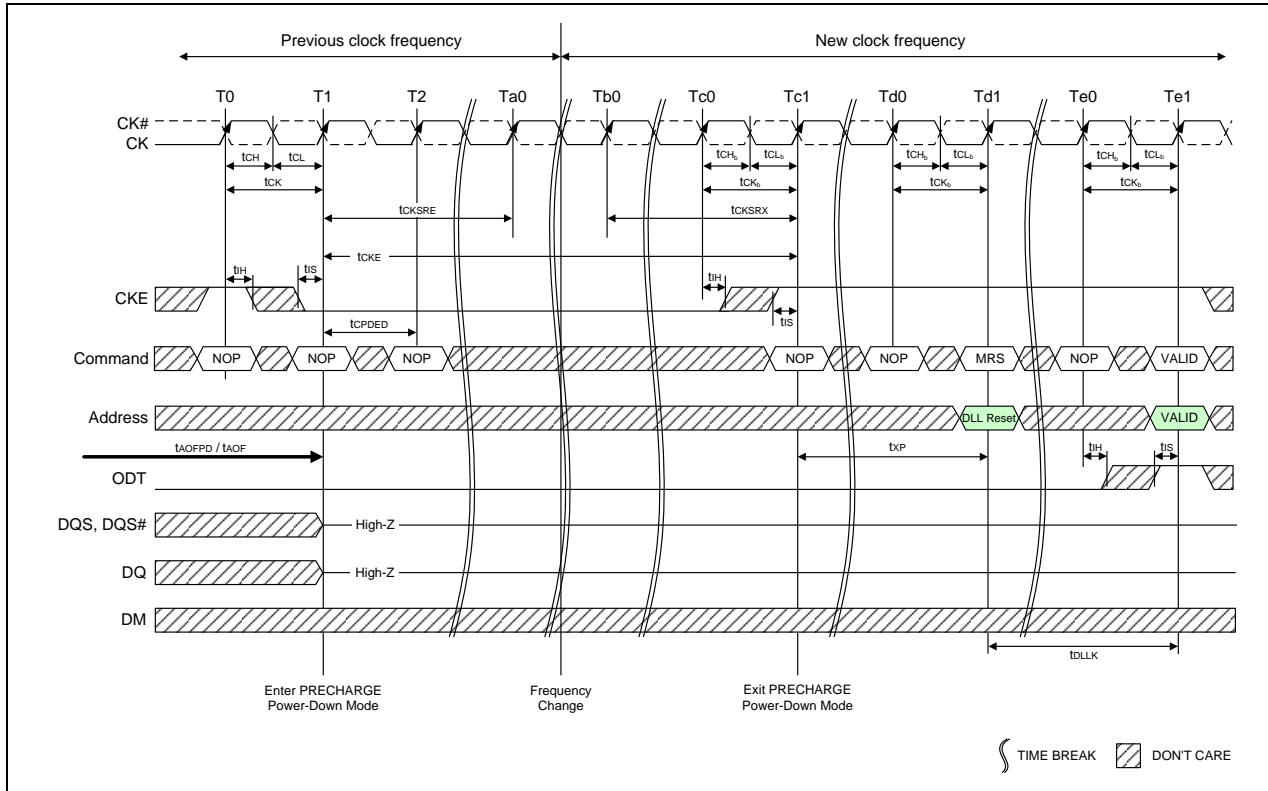 Previous clock frequency New clock frequency
T0 T1 T2 Ta0 Tb0 Tc0 Tc1 Td0 Td1 Te0 Te1
CK#
CK
tCH tCL tCHb tCLb tCHb tCLb tCHb tCLb
tCK tCKb tCKb tCKb
tCKSRE tCKSRX
tCKE
tIH tIS tIH
CKE
tIS
tCPDED
Command NOP NOP NOP NOP NOP MRS NOP VALID
Address DLL Reset VALID
tAOFPD / tAOF tXP tIH tIS
ODT
DQS, DQS# High-Z
DQ High-Z
DM
tDLLK
Enter PRECHARGE
Power-Down Mode
Frequency
Change
Exit PRECHARGE
Power-Down Mode
TIME BREAK DON'T CARE